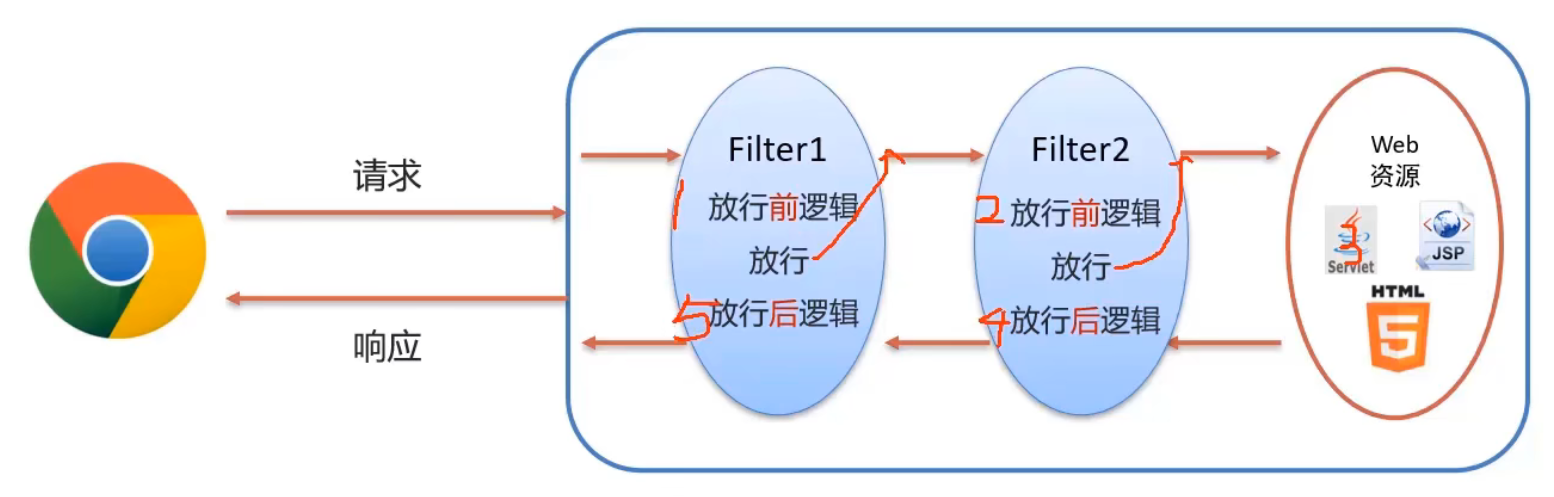 请求
响应
Filter1
1 放行前逻辑
放行
5 放行后逻辑
Filter2
2 放行前逻辑
放行
4 放行后逻辑
Web
资源
3
Servlet
JSP
HTML
5